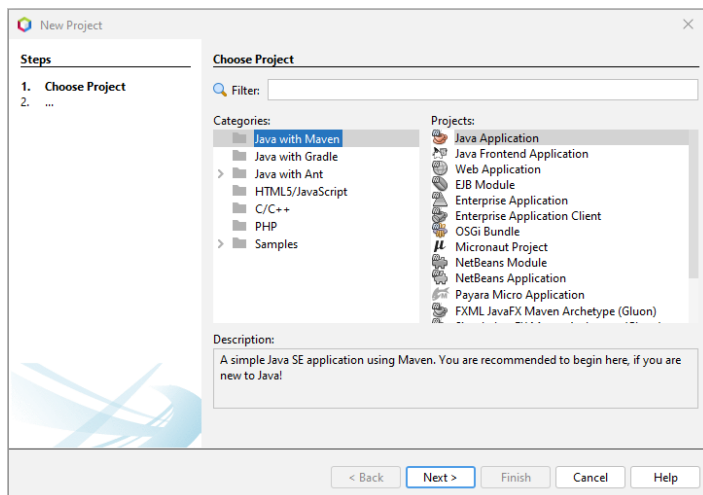 New Project
Steps
1. Choose Project
2. ...
Choose Project
Filter:
Categories:
Java with Maven
Java with Gradle
Java with Ant
HTML5/JavaScript
C/C++
PHP
Samples
Projects:
Java Application
Java Frontend Application
Web Application
EJB Module
Enterprise Application
Enterprise Application Client
OSGi Bundle
Micronaut Project
NetBeans Module
NetBeans Application
Payara Micro Application
FXML JavaFX Maven Archetype (Gluon)
Description:
A simple Java SE application using Maven. You are recommended to begin here, if you are
new to Java!
< Back Next > Finish Cancel Help